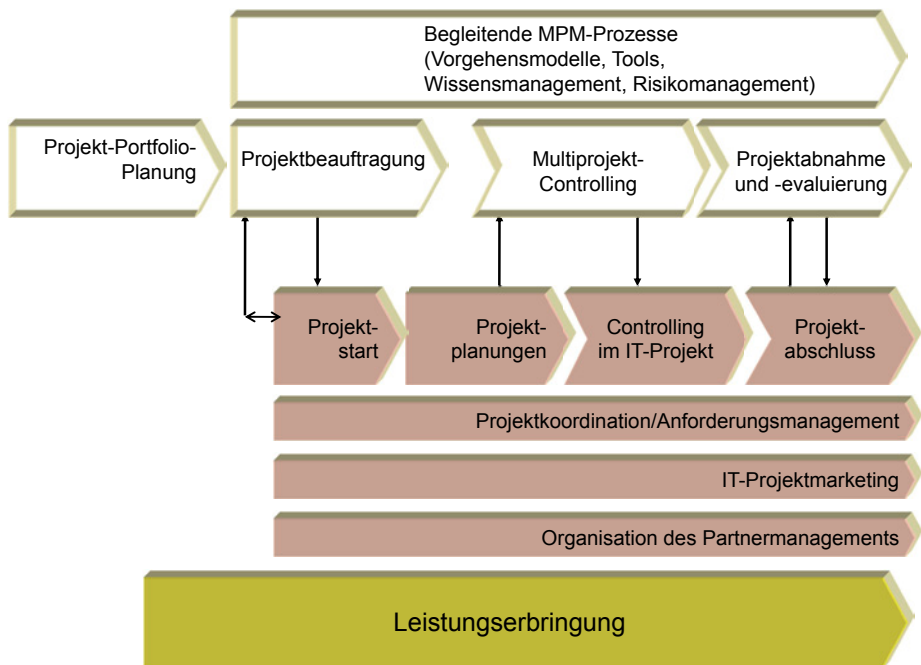 Begleitende MPM-Prozesse
(Vorgehensmodelle, Tools,
Wissensmanagement, Risikomanagement)
Projekt-Portfolio-
Planung
Projektbeauftragung
Multiprojekt-
Controlling
Projektabnahme
und -evaluierung
Projekt-
start
Projekt-
planungen
Controlling
im IT-Projekt
Projekt-
abschluss
Projektkoordination/Anforderungsmanagement
IT-Projektmarketing
Organisation des Partnermanagements
Leistungserbringung